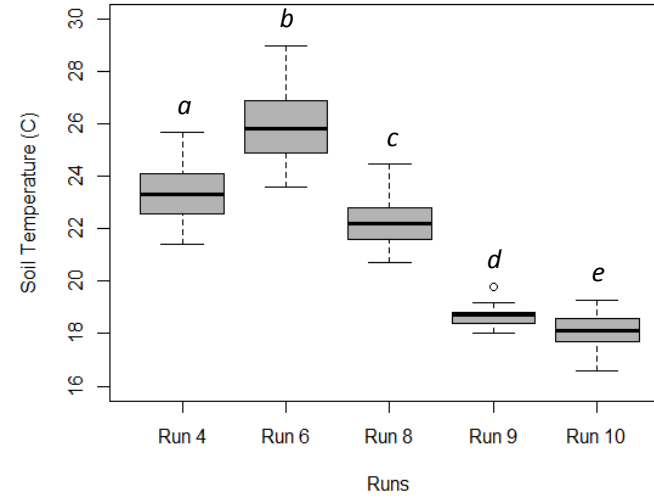 Soil Temperature (C)
30
28
26
24
22
20
18
16
a
b
c
d
e
Run 4
Run 6
Run 8
Run 9
Run 10
Runs